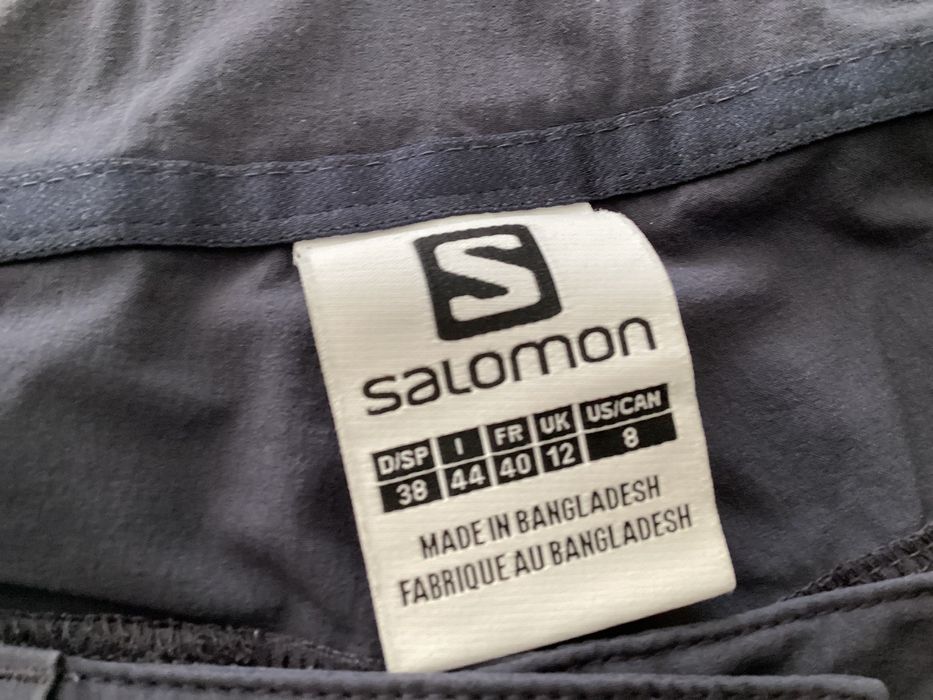 S
salomon
D/SP I FR UK US/CAN
38 44 40 12 8
MADE IN BANGLADESH
FABRIQUE AU BANGLADESH